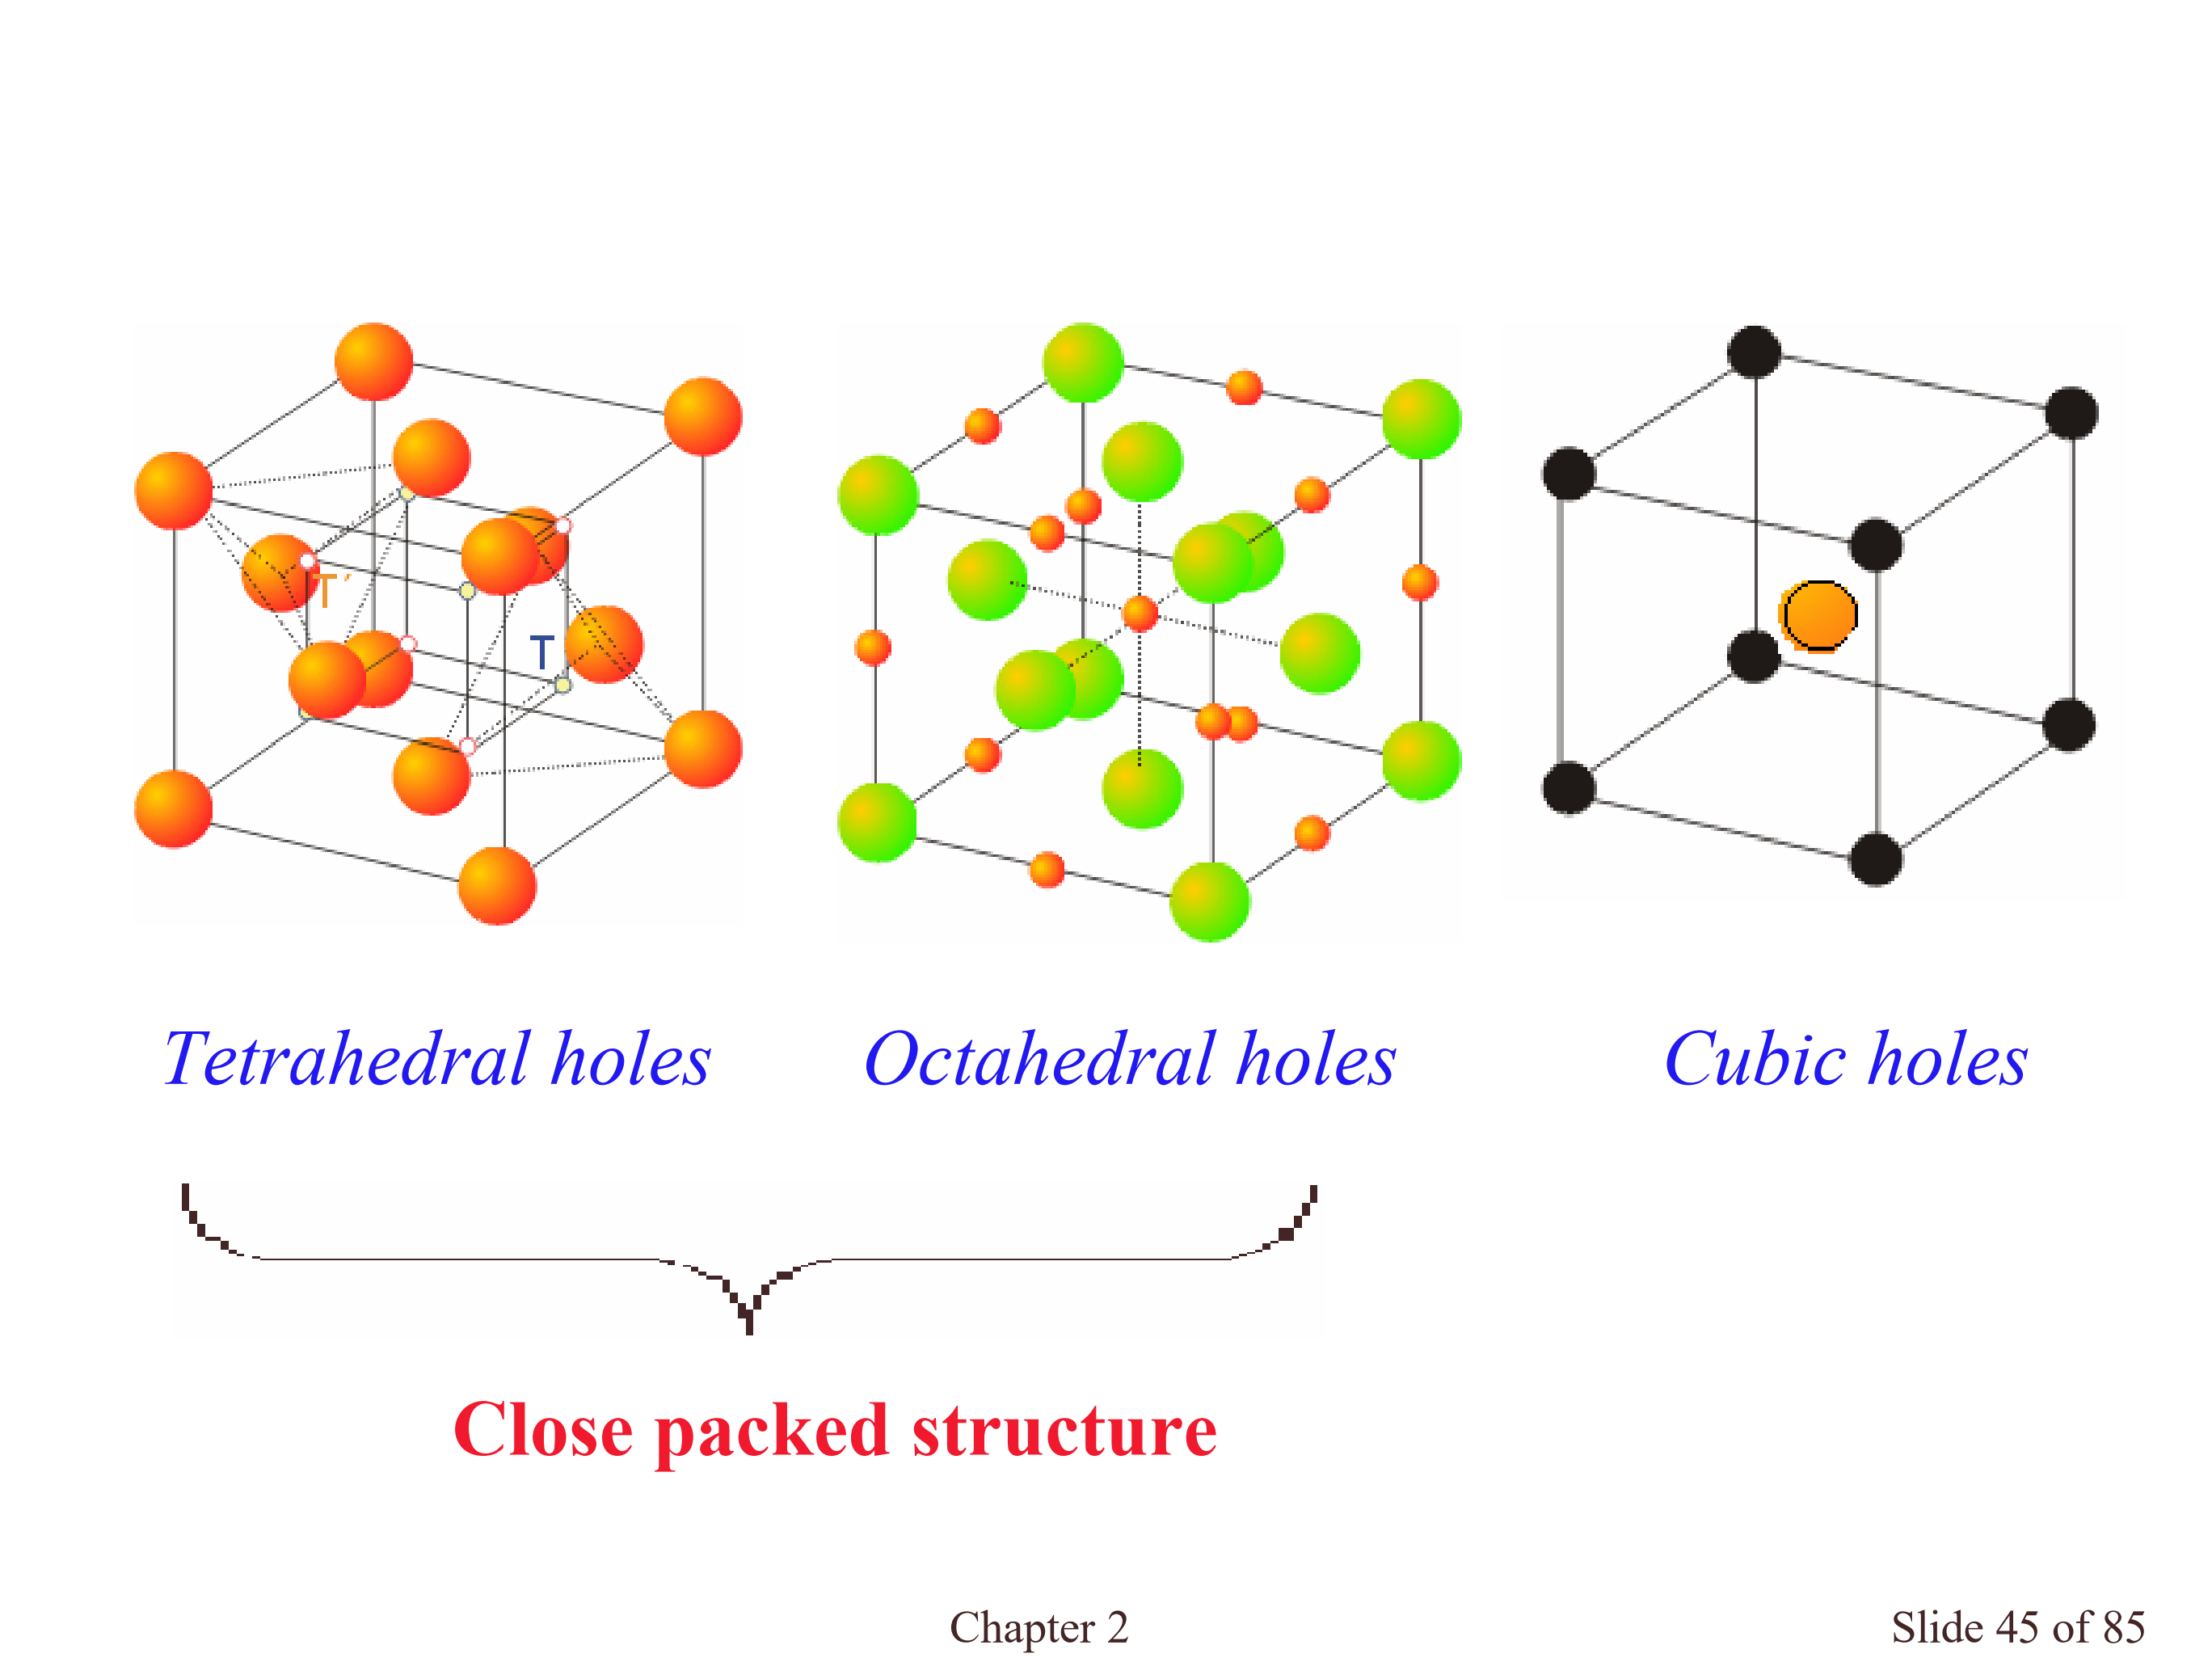 T´
T
Tetrahedral holes
Octahedral holes
Cubic holes
Close packed structure
Chapter 2
Slide 45 of 85